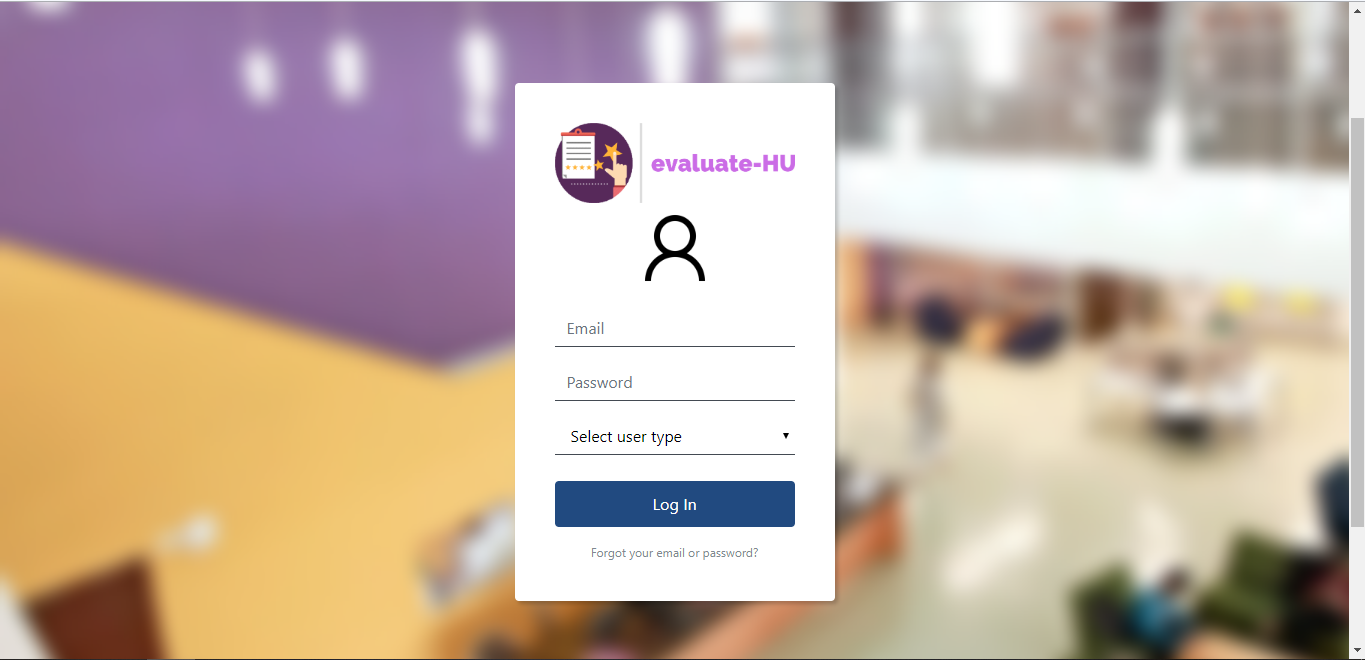 evaluate-HU
Email
Password
Select user type
Log In
Forgot your email or password?